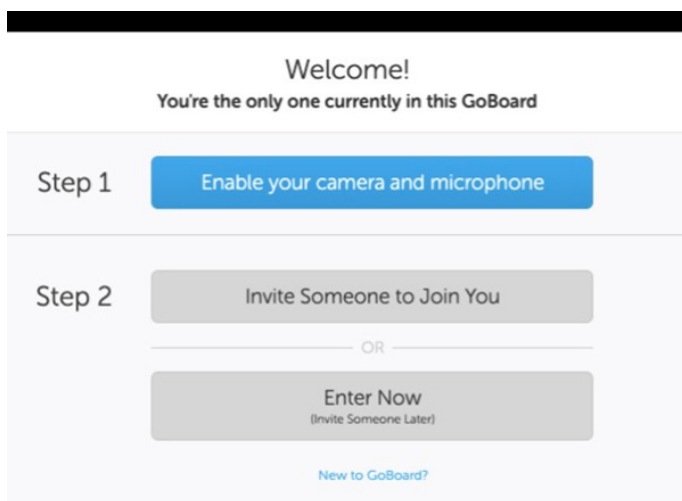 Welcome!
You're the only one currently in this GoBoard
Step 1
Enable your camera and microphone
Step 2
Invite Someone to Join You
OR
Enter Now
(Invite Someone Later)
New to GoBoard?